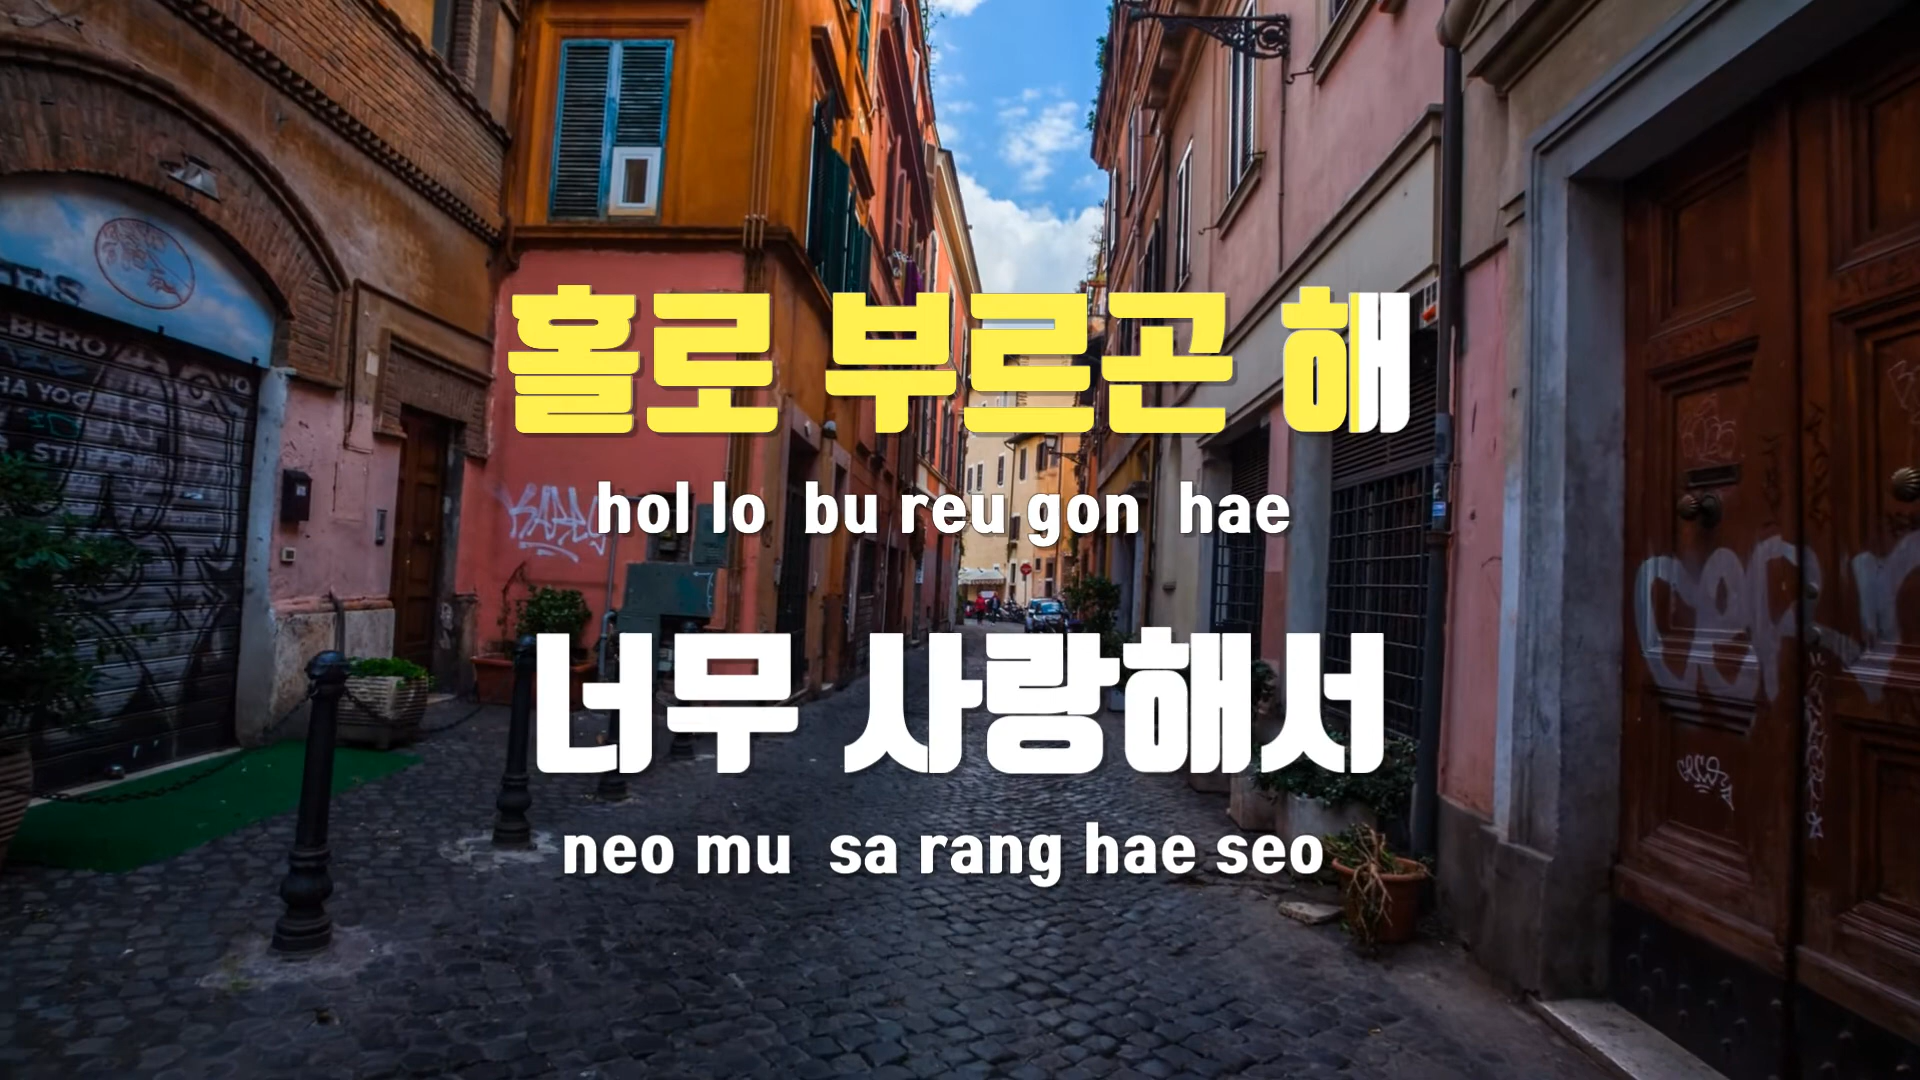 홀로 부르곤 해
hol lo bu reu gon hae
너무 사랑해서
neo mu sa rang hae seo